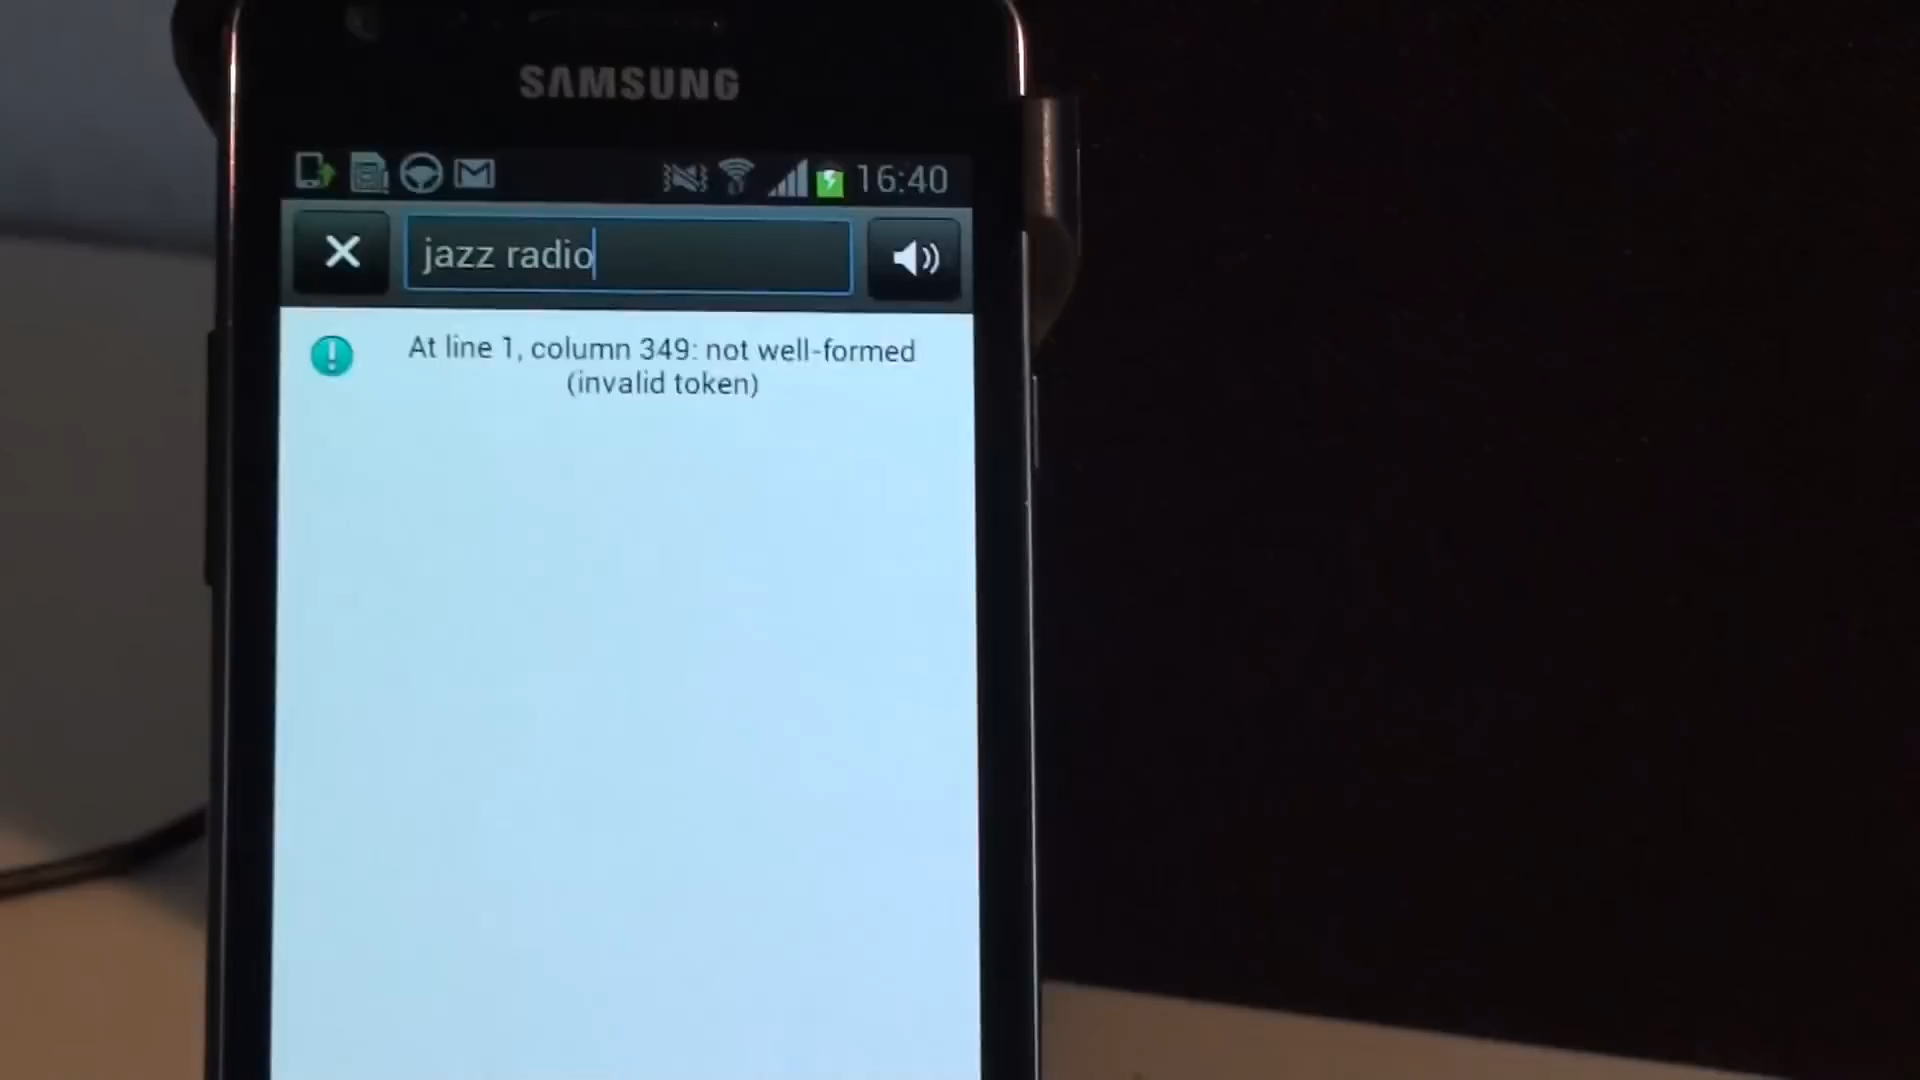 SAMSUNG
16:40
jazz radio
At line 1, column 349: not well-formed
(invalid token)